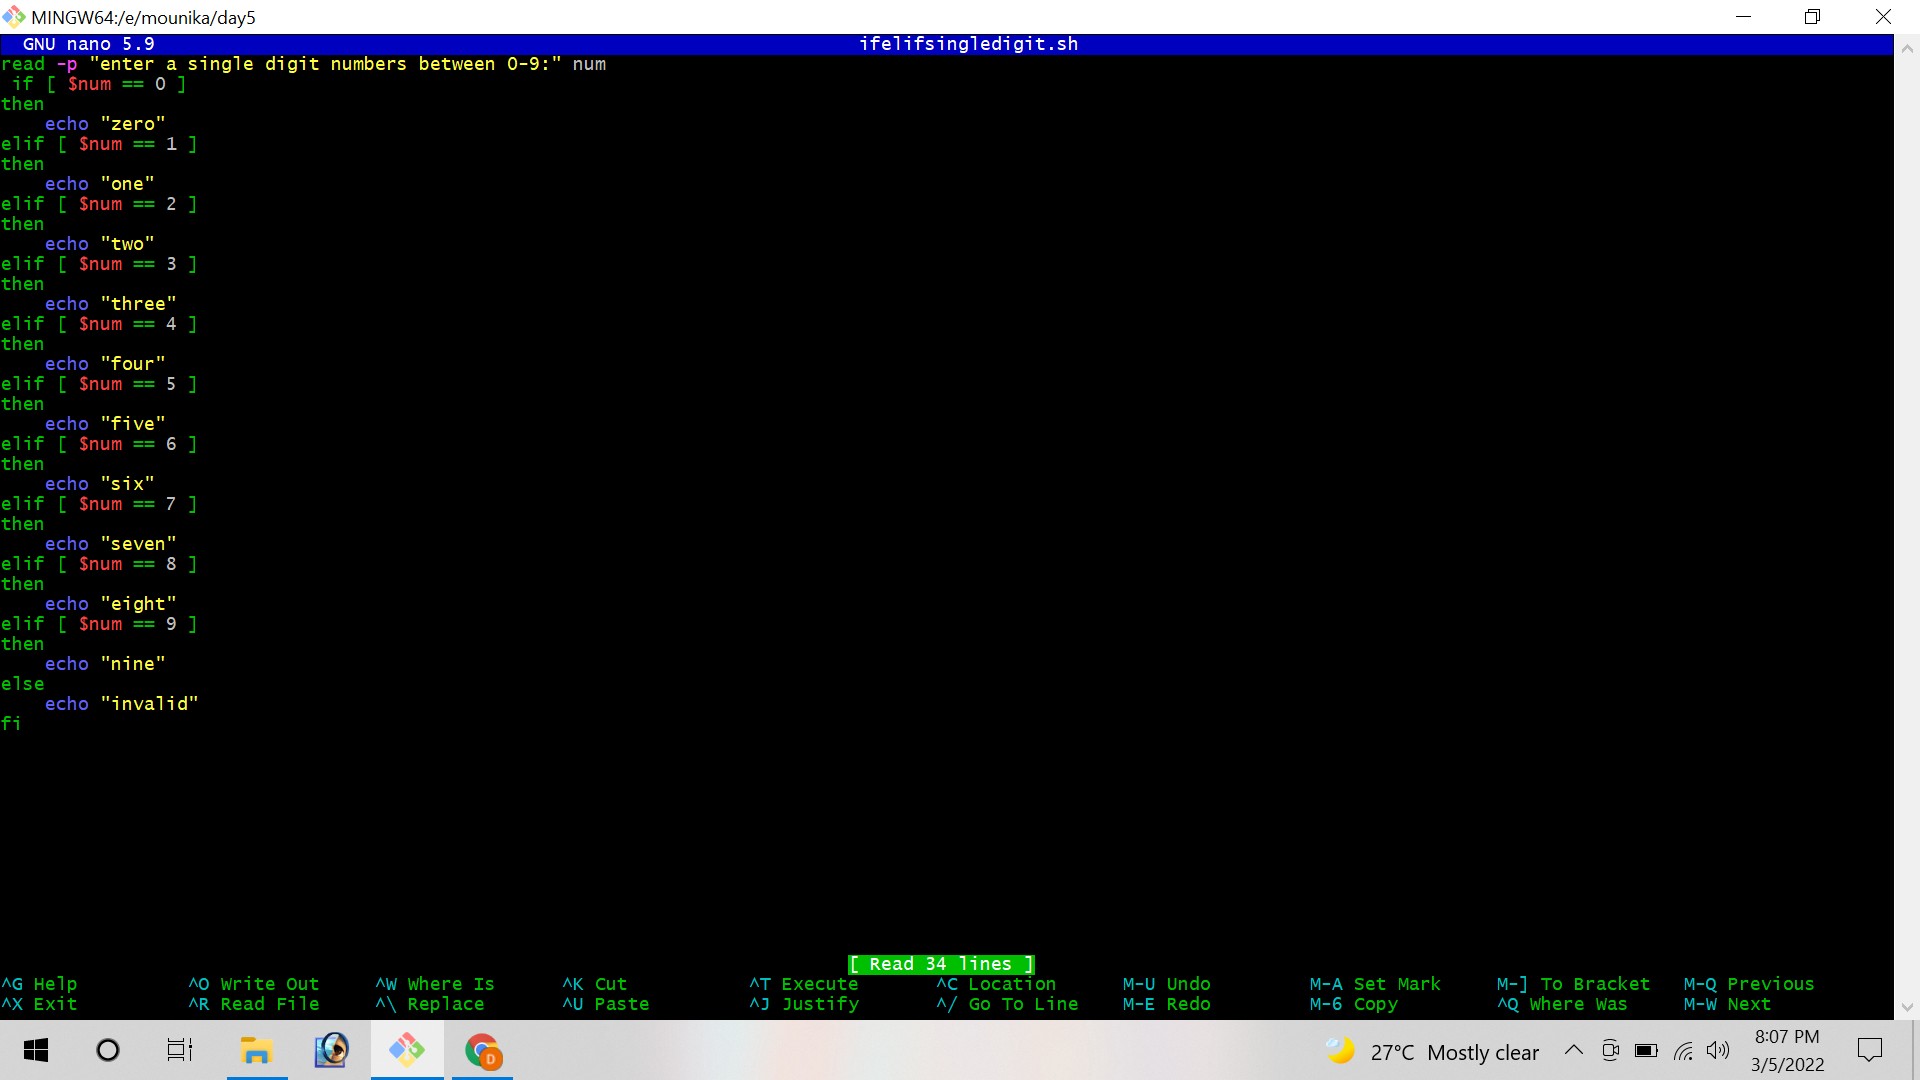 MINGW64:/e/mounika/day5
GNU nano 5.9 ifelifsingledigit.sh
read -p "enter a single digit numbers between 0-9:" num
 if [ $num == 0 ]
then
    echo "zero"
elif [ $num == 1 ]
then
    echo "one"
elif [ $num == 2 ]
then
    echo "two"
elif [ $num == 3 ]
then
    echo "three"
elif [ $num == 4 ]
then
    echo "four"
elif [ $num == 5 ]
then
    echo "five"
elif [ $num == 6 ]
then
    echo "six"
elif [ $num == 7 ]
then
    echo "seven"
elif [ $num == 8 ]
then
    echo "eight"
elif [ $num == 9 ]
then
    echo "nine"
else
    echo "invalid"
fi
[ Read 34 lines ]
^G Help ^O Write Out ^W Where Is ^K Cut ^T Execute ^C Location M-U Undo M-A Set Mark M-] To Bracket M-Q Previous
^X Exit ^R Read File ^\ Replace ^U Paste ^J Justify ^/ Go To Line M-E Redo M-6 Copy ^Q Where Was M-W Next
D
27°C Mostly clear
8:07 PM
3/5/2022